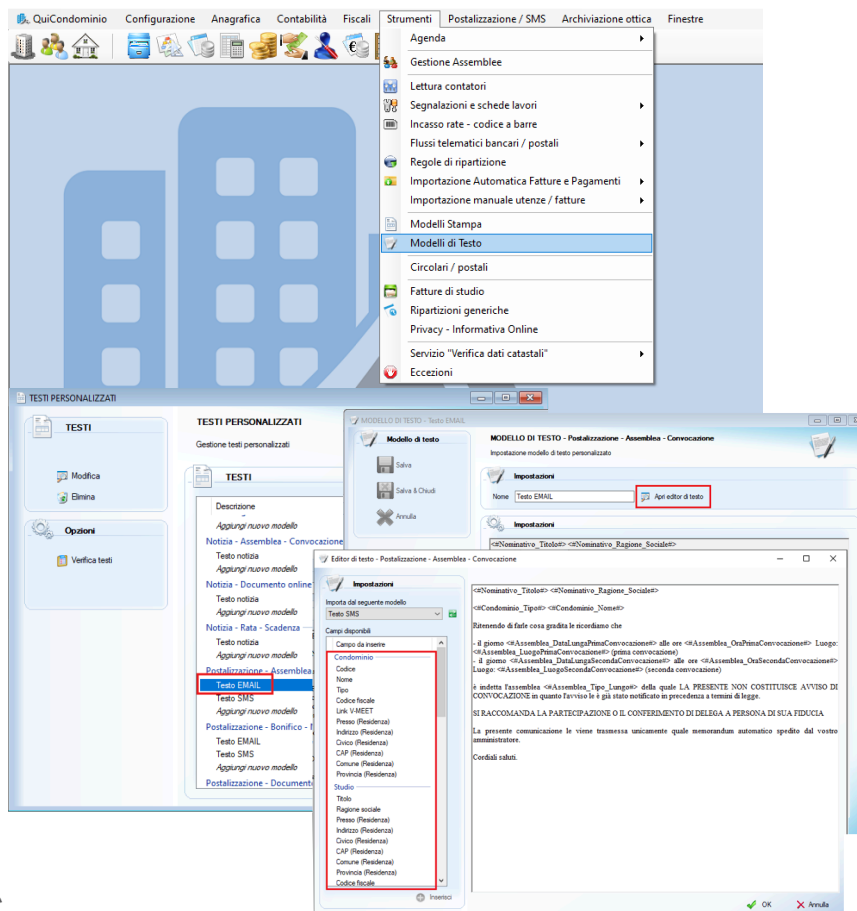 QuiCondominio Configurazione Anagrafica Contabilità Fiscali Strumenti Postalizzazione / SMS Archiviazione ottica Finestre
Agenda
Gestione Assemblee
Lettura contatori
Segnalazioni e schede lavori
Incasso rate - codice a barre
Flussi telematici bancari / postali
Regole di ripartizione
Importazione Automatica Fatture e Pagamenti
Importazione manuale utenze / fatture
Modelli Stampa
Modelli di Testo
Circolari / postali
Fatture di studio
Ripartizioni generiche
Privacy - Informativa Online
Servizio "Verifica dati catastali"
Eccezioni
TESTI PERSONALIZZATI
TESTI
Modifica
Elimina
Opzioni
Verifica testi
TESTI PERSONALIZZATI
Gestione testi personalizzati
TESTI
Descrizione
Aggiungi nuovo modello
Notizia - Assemblea - Convocazione
Testo notizia
Aggiungi nuovo modello
Notizia - Documento online
Testo notizia
Aggiungi nuovo modello
Notizia - Rata - Scadenza
Testo notizia
Aggiungi nuovo modello
Postalizzazione - Assemblea
Testo EMAIL
Testo SMS
Aggiungi nuovo modello
Postalizzazione - Bonifico -
Testo EMAIL
Testo SMS
Aggiungi nuovo modello
Postalizzazione - Document
MODELLO DI TESTO - Testo EMAIL
Modello di testo
Salva
Salva & Chiudi
Annulla
MODELLO DI TESTO - Postalizzazione - Assemblea - Convocazione
Impostazione modello di testo personalizzato
Impostazioni
Nome Testo EMAIL Apri editor di testo
Impostazioni
<#Nominativo_Titolo#> <#Nominativo_Ragione_Sociale#>
Editor di testo - Postalizzazione - Assemblea - Convocazione
Impostazioni
Importa dal seguente modello
Testo SMS
Campi disponibili
Campo da inserire
Condominio
Codice
Nome
Tipo
Codice fiscale
Link V-MEET
Presso (Residenza)
Indirizzo (Residenza)
Civico (Residenza)
CAP (Residenza)
Comune (Residenza)
Provincia (Residenza)
Studio
Titolo
Ragione sociale
Presso (Residenza)
Indirizzo (Residenza)
Civico (Residenza)
CAP (Residenza)
Comune (Residenza)
Provincia (Residenza)
Codice fiscale
Inserisci
<#Nominativo_Titolo#> <#Nominativo_Ragione_Sociale#>
<#Condominio_Tipo#> <#Condominio_Nome#>
Ritenendo di farle cosa gradita le ricordiamo che
- il giorno <#Assemblea_DataLungaPrimaConvocazione#> alle ore <#Assemblea_OraPrimaConvocazione#> Luogo:
<#Assemblea_LuogoPrimaConvocazione#> (prima convocazione)
- il giorno <#Assemblea_DataLungaSecondaConvocazione#> alle ore <#Assemblea_OraSecondaConvocazione#>
Luogo: <#Assemblea_LuogoSecondaConvocazione#> (seconda convocazione)
è indetta l'assemblea <#Assemblea_Tipo_Lungo#> della quale LA PRESENTE NON COSTITUISCE AVVISO DI
CONVOCAZIONE in quanto l'avviso le è già stato notificato in precedenza a termini di legge.
SI RACCOMANDA LA PARTECIPAZIONE O IL CONFERIMENTO DI DELEGA A PERSONA DI SUA FIDUCIA
La presente comunicazione le viene trasmessa unicamente quale memorandum automatico spedito dal vostro
amministratore.
Cordiali saluti.
OK Annulla